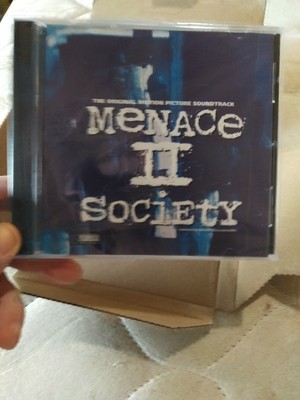 THE ORIGINAL MOTION PICTURE SOUNDTRACK
MENACE
II
SOCIETY